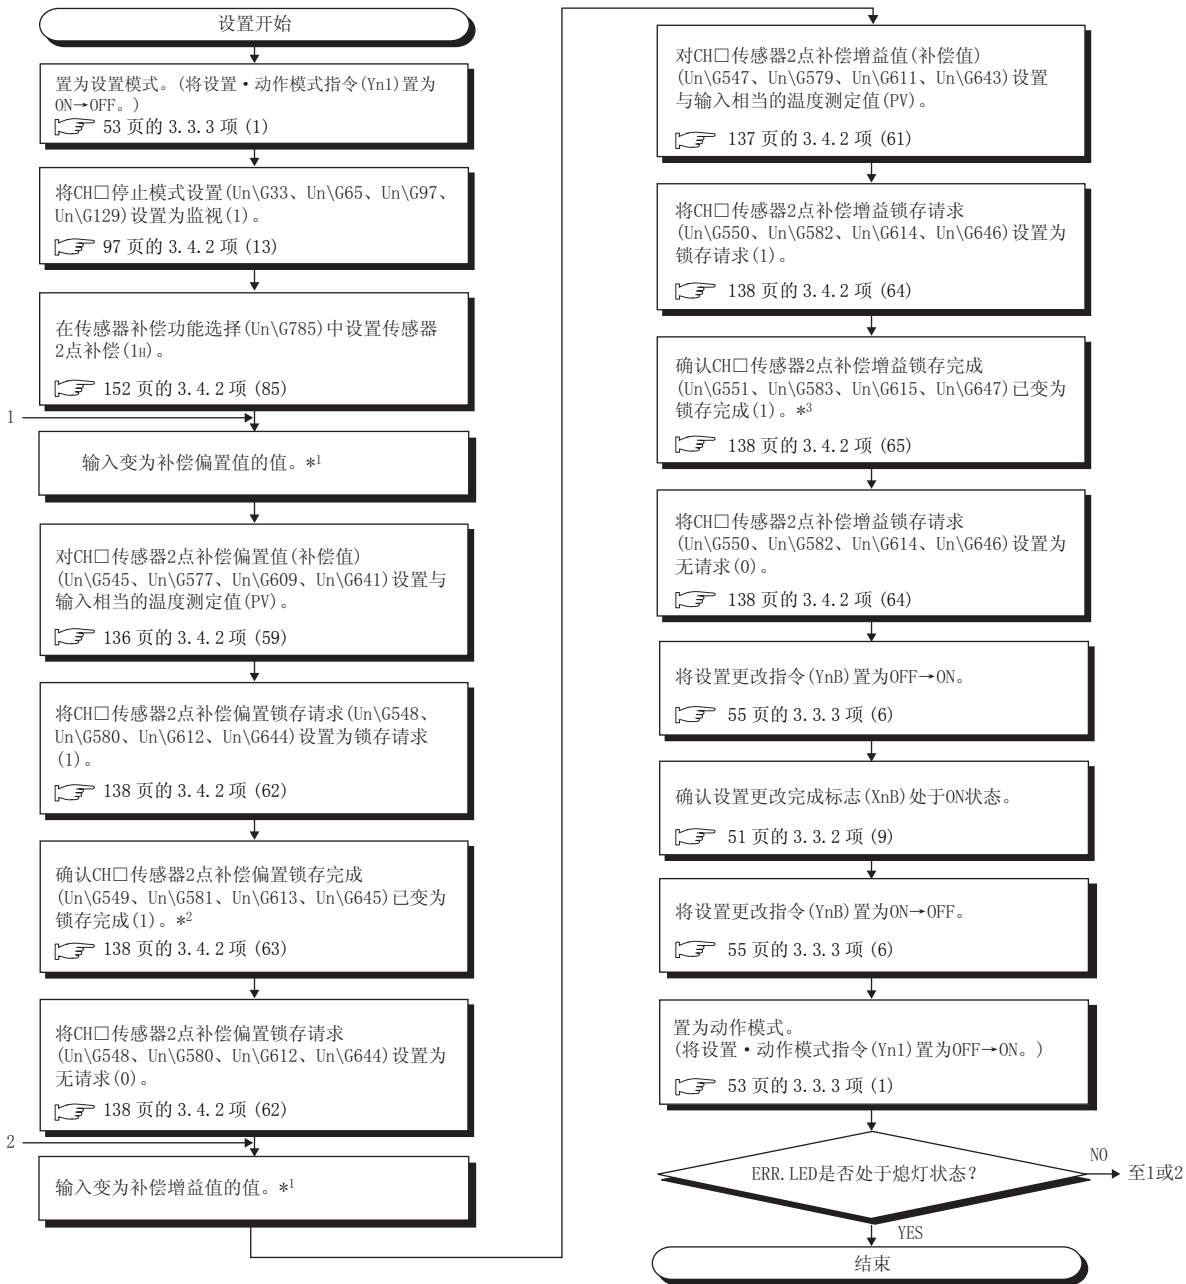 设置开始
置为设置模式。(将设置・动作模式指令(Yn1)置为
ON→OFF。)
53 页的 3.3.3 项 (1)
将CH□停止模式设置(Un\G33、Un\G65、Un\G97、
Un\G129)设置为监视(1)。
97 页的 3.4.2 项 (13)
在传感器补偿功能选择(Un\G785)中设置传感器
2点补偿(1H)。
152 页的 3.4.2 项 (85)
1
输入变为补偿偏置值的值。*1
对CH□传感器2点补偿偏置值(补偿值)
(Un\G545、Un\G577、Un\G609、Un\G641)设置与
输入相当的温度测定值(PV)。
136 页的 3.4.2 项 (59)
将CH□传感器2点补偿偏置锁存请求(Un\G548、
Un\G580、Un\G612、Un\G644)设置为锁存请求
(1)。
138 页的 3.4.2 项 (62)
确认CH□传感器2点补偿偏置锁存完成
(Un\G549、Un\G581、Un\G613、Un\G645)已变为
锁存完成(1)。*2
138 页的 3.4.2 项 (63)
将CH□传感器2点补偿偏置锁存请求
(Un\G548、Un\G580、Un\G612、Un\G644)设置为
无请求(0)。
138 页的 3.4.2 项 (62)
2
输入变为补偿增益值的值。*1
对CH□传感器2点补偿增益值(补偿值)
(Un\G547、Un\G579、Un\G611、Un\G643)设置
与输入相当的温度测定值(PV)。
137 页的 3.4.2 项 (61)
将CH□传感器2点补偿增益锁存请求
(Un\G550、Un\G582、Un\G614、Un\G646)设置为
锁存请求(1)。
138 页的 3.4.2 项 (64)
确认CH□传感器2点补偿增益锁存完成
(Un\G551、Un\G583、Un\G615、Un\G647)已变为
锁存完成(1)。*3
138 页的 3.4.2 项 (65)
将CH□传感器2点补偿增益锁存请求
(Un\G550、Un\G582、Un\G614、Un\G646)设置为
无请求(0)。
138 页的 3.4.2 项 (64)
将设置更改指令(YnB)置为OFF→ON。
55 页的 3.3.3 项 (6)
确认设置更改完成标志(XnB)处于ON状态。
51 页的 3.3.2 项 (9)
将设置更改指令(YnB)置为ON→OFF。
55 页的 3.3.3 项 (6)
置为动作模式。
(将设置・动作模式指令(Yn1)置为OFF→ON。)
53 页的 3.3.3 项 (1)
ERR.LED是否处于熄灯状态？
NO
至1或2
YES
结束